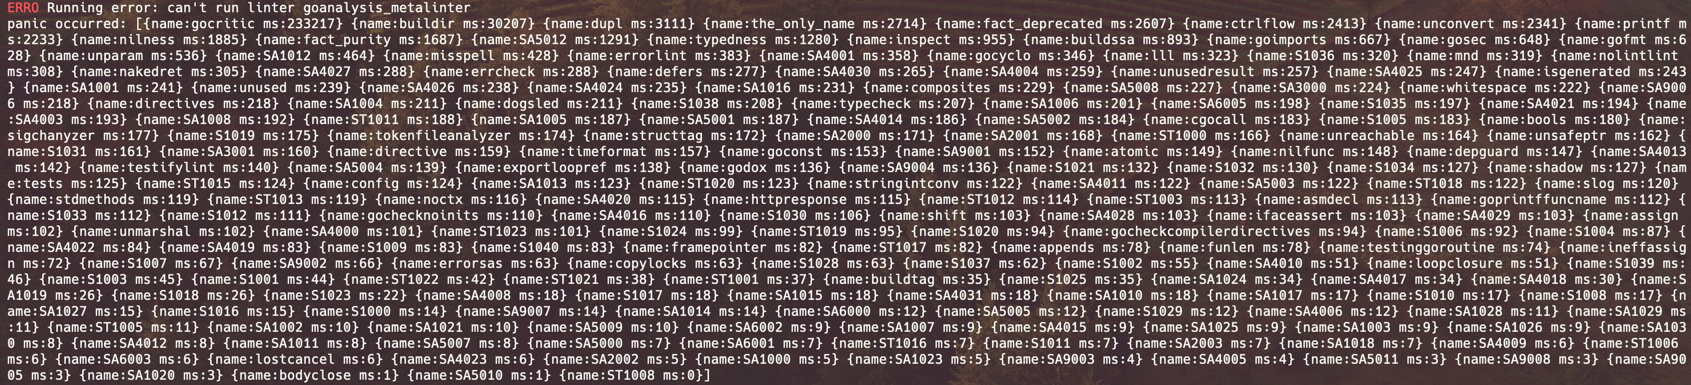 ERRO Running error: can't run linter goanalysis_metalinter
panic occurred: [{name:gocritic ms:233217} {name:buildir ms:30207} {name:dupl ms:3111} {name:the_only_name ms:2714} {name:fact_deprecated ms:2607} {name:ctrlflow ms:2413} {name:unconvert ms:2341} {name:printf m
s:2233} {name:nilness ms:1885} {name:fact_purity ms:1687} {name:SA5012 ms:1291} {name:typedness ms:1280} {name:inspect ms:955} {name:buildssa ms:893} {name:goimports ms:667} {name:gosec ms:648} {name:gofmt ms:6
28} {name:unparam ms:536} {name:SA1012 ms:464} {name:misspell ms:428} {name:errorlint ms:383} {name:SA4001 ms:358} {name:gocyclo ms:346} {name:lll ms:323} {name:S1036 ms:320} {name:mnd ms:319} {name:nolintlint 
ms:308} {name:nakedret ms:305} {name:SA4027 ms:288} {name:errcheck ms:288} {name:defers ms:277} {name:SA4030 ms:265} {name:SA4004 ms:259} {name:unusedresult ms:257} {name:SA4025 ms:247} {name:isgenerated ms:243
} {name:SA1001 ms:241} {name:unused ms:239} {name:SA4026 ms:238} {name:SA4024 ms:235} {name:SA1016 ms:231} {name:composites ms:229} {name:SA5008 ms:227} {name:SA3000 ms:224} {name:whitespace ms:222} {name:SA900
6 ms:218} {name:directives ms:218} {name:SA1004 ms:211} {name:dogsled ms:211} {name:S1038 ms:208} {name:typecheck ms:207} {name:SA1006 ms:201} {name:SA6005 ms:198} {name:S1035 ms:197} {name:SA4021 ms:194} {name
:SA4003 ms:193} {name:SA1008 ms:192} {name:ST1011 ms:188} {name:SA1005 ms:187} {name:SA5001 ms:187} {name:SA4014 ms:186} {name:SA5002 ms:184} {name:cgocall ms:183} {name:S1005 ms:183} {name:bools ms:180} {name:
sigchanyzer ms:177} {name:S1019 ms:175} {name:tokenfileanalyzer ms:174} {name:structtag ms:172} {name:SA2000 ms:171} {name:SA2001 ms:168} {name:ST1000 ms:166} {name:unreachable ms:164} {name:unsafeptr ms:162} {
name:S1031 ms:161} {name:SA3001 ms:160} {name:directive ms:159} {name:timeformat ms:157} {name:goconst ms:153} {name:SA9001 ms:152} {name:atomic ms:149} {name:nilfunc ms:148} {name:depguard ms:147} {name:SA4013
 ms:142} {name:testifylint ms:140} {name:SA5004 ms:139} {name:exportloopref ms:138} {name:godox ms:136} {name:SA9004 ms:136} {name:S1021 ms:132} {name:S1032 ms:130} {name:S1034 ms:127} {name:shadow ms:127} {nam
e:tests ms:125} {name:ST1015 ms:124} {name:config ms:124} {name:SA1013 ms:123} {name:ST1020 ms:123} {name:stringintconv ms:122} {name:SA4011 ms:122} {name:SA5003 ms:122} {name:ST1018 ms:122} {name:slog ms:120} 
{name:stdmethods ms:119} {name:ST1013 ms:119} {name:noctx ms:116} {name:SA4020 ms:115} {name:httpresponse ms:115} {name:ST1012 ms:114} {name:ST1003 ms:113} {name:asmdecl ms:113} {name:goprintffuncname ms:112} {
name:S1033 ms:112} {name:S1012 ms:111} {name:gochecknoinits ms:110} {name:SA4016 ms:110} {name:S1030 ms:106} {name:shift ms:103} {name:SA4028 ms:103} {name:ifaceassert ms:103} {name:SA4029 ms:103} {name:assign 
ms:102} {name:unmarshal ms:102} {name:SA4000 ms:101} {name:ST1023 ms:101} {name:S1024 ms:99} {name:ST1019 ms:95} {name:S1020 ms:94} {name:gocheckcompilerdirectives ms:94} {name:S1006 ms:92} {name:S1004 ms:87} {
name:SA4022 ms:84} {name:SA4019 ms:83} {name:S1009 ms:83} {name:S1040 ms:83} {name:framepointer ms:82} {name:ST1017 ms:82} {name:appends ms:78} {name:funlen ms:78} {name:testinggoroutine ms:74} {name:ineffassig
n ms:72} {name:S1007 ms:67} {name:SA9002 ms:66} {name:errorsas ms:63} {name:copylocks ms:63} {name:S1028 ms:63} {name:S1037 ms:62} {name:S1002 ms:55} {name:SA4010 ms:51} {name:loopclosure ms:51} {name:S1039 ms:
46} {name:S1003 ms:45} {name:S1001 ms:44} {name:ST1022 ms:42} {name:ST1021 ms:38} {name:ST1001 ms:37} {name:buildtag ms:35} {name:S1025 ms:35} {name:SA1024 ms:34} {name:SA4017 ms:34} {name:SA4018 ms:30} {name:S
A1019 ms:26} {name:S1018 ms:26} {name:S1023 ms:22} {name:SA4008 ms:18} {name:S1017 ms:18} {name:SA1015 ms:18} {name:SA4031 ms:18} {name:SA1010 ms:18} {name:SA1017 ms:17} {name:S1010 ms:17} {name:S1008 ms:17} {n
ame:SA1027 ms:15} {name:S1016 ms:15} {name:S1000 ms:14} {name:SA9007 ms:14} {name:SA1014 ms:14} {name:SA6000 ms:12} {name:SA5005 ms:12} {name:S1029 ms:12} {name:SA4006 ms:12} {name:SA1028 ms:11} {name:SA1029 ms
:11} {name:ST1005 ms:11} {name:SA1002 ms:10} {name:SA1021 ms:10} {name:SA5009 ms:10} {name:SA6002 ms:9} {name:SA1007 ms:9} {name:SA4015 ms:9} {name:SA1025 ms:9} {name:SA1003 ms:9} {name:SA1026 ms:9} {name:SA103
0 ms:8} {name:SA4012 ms:8} {name:SA1011 ms:8} {name:SA5007 ms:8} {name:SA5000 ms:7} {name:SA6001 ms:7} {name:ST1016 ms:7} {name:S1011 ms:7} {name:SA2003 ms:7} {name:SA1018 ms:7} {name:SA4009 ms:6} {name:ST1006 
ms:6} {name:SA6003 ms:6} {name:lostcancel ms:6} {name:SA4023 ms:6} {name:SA2002 ms:5} {name:SA1000 ms:5} {name:SA1023 ms:5} {name:SA9003 ms:4} {name:SA4005 ms:4} {name:SA5011 ms:3} {name:SA9008 ms:3} {name:SA90
05 ms:3} {name:SA1020 ms:3} {name:bodyclose ms:1} {name:SA5010 ms:1} {name:ST1008 ms:0}]